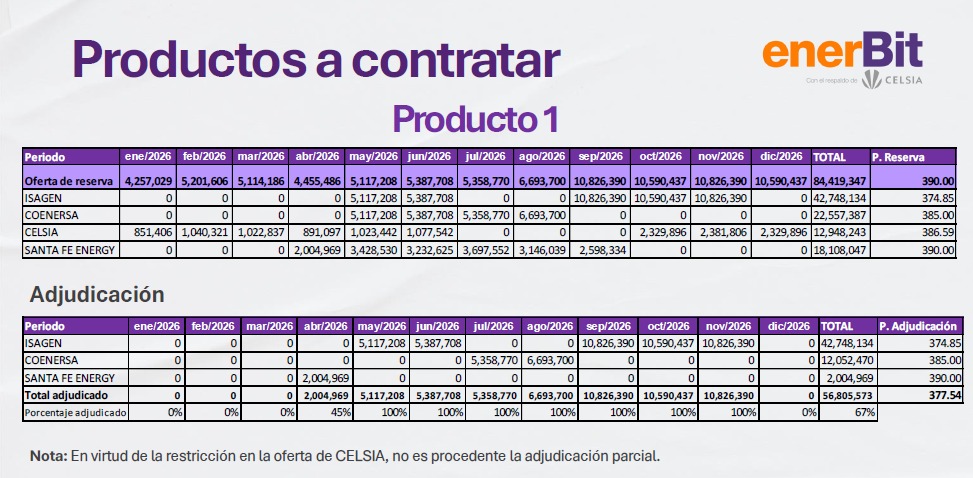 Productos a contratar
enerBit
Con el respaldo de CELSIA
Producto 1
Periodo ene/2026 feb/2026 mar/2026 abr/2026 may/2026 jun/2026 jul/2026 ago/2026 sep/2026 oct/2026 nov/2026 dic/2026 TOTAL P. Reserva
Oferta de reserva 4,257,029 5,201,606 5,114,186 4,455,486 5,117,208 5,387,708 5,358,770 6,693,700 10,826,390 10,590,437 10,826,390 10,590,437 84,419,347 390.00
ISAGEN 0 0 0 0 5,117,208 5,387,708 0 0 10,826,390 10,590,437 10,826,390 0 42,748,134 374.85
COENERSA 0 0 0 0 5,117,208 5,387,708 5,358,770 6,693,700 0 0 0 0 22,557,387 385.00
CELSIA 851,406 1,040,321 1,022,837 891,097 1,023,442 1,077,542 0 0 0 2,329,896 2,381,806 2,329,896 12,948,243 386.59
SANTA FE ENERGY 0 0 0 2,004,969 3,428,530 3,232,625 3,697,552 3,146,039 2,598,334 0 0 0 18,108,047 390.00
Adjudicación
Periodo ene/2026 feb/2026 mar/2026 abr/2026 may/2026 jun/2026 jul/2026 ago/2026 sep/2026 oct/2026 nov/2026 dic/2026 TOTAL P. Adjudicación
ISAGEN 0 0 0 0 5,117,208 5,387,708 0 0 10,826,390 10,590,437 10,826,390 0 42,748,134 374.85
COENERSA 0 0 0 0 0 0 5,358,770 6,693,700 0 0 0 0 12,052,470 385.00
SANTA FE ENERGY 0 0 0 2,004,969 0 0 0 0 0 0 0 0 2,004,969 390.00
Total adjudicado 0 0 0 2,004,969 5,117,208 5,387,708 5,358,770 6,693,700 10,826,390 10,590,437 10,826,390 0 56,805,573 377.54
Porcentaje adjudicado 0% 0% 0% 45% 100% 100% 100% 100% 100% 100% 100% 0% 67%
Nota: En virtud de la restricción en la oferta de CELSIA, no es procedente la adjudicación parcial.